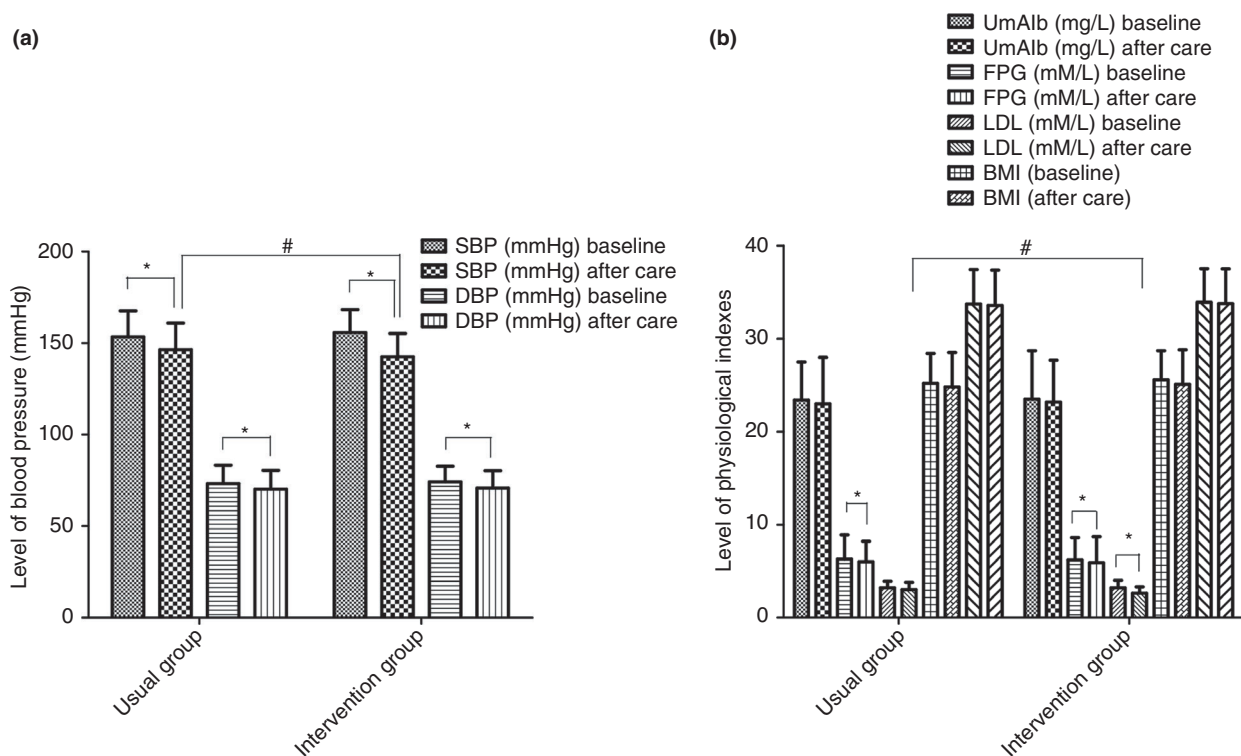 (a)
SBP (mmHg) baseline
SBP (mmHg) after care
DBP (mmHg) baseline
DBP (mmHg) after care
Level of blood pressure (mmHg)
200
150
100
50
0
*
#
*
*
*
Usual group
Intervention group
(b)
UmAlb (mg/L) baseline
UmAlb (mg/L) after care
FPG (mM/L) baseline
FPG (mM/L) after care
LDL (mM/L) baseline
LDL (mM/L) after care
BMI (baseline)
BMI (after care)
Level of physiological indexes
40
30
20
10
0
#
*
*
*
Usual group
Intervention group